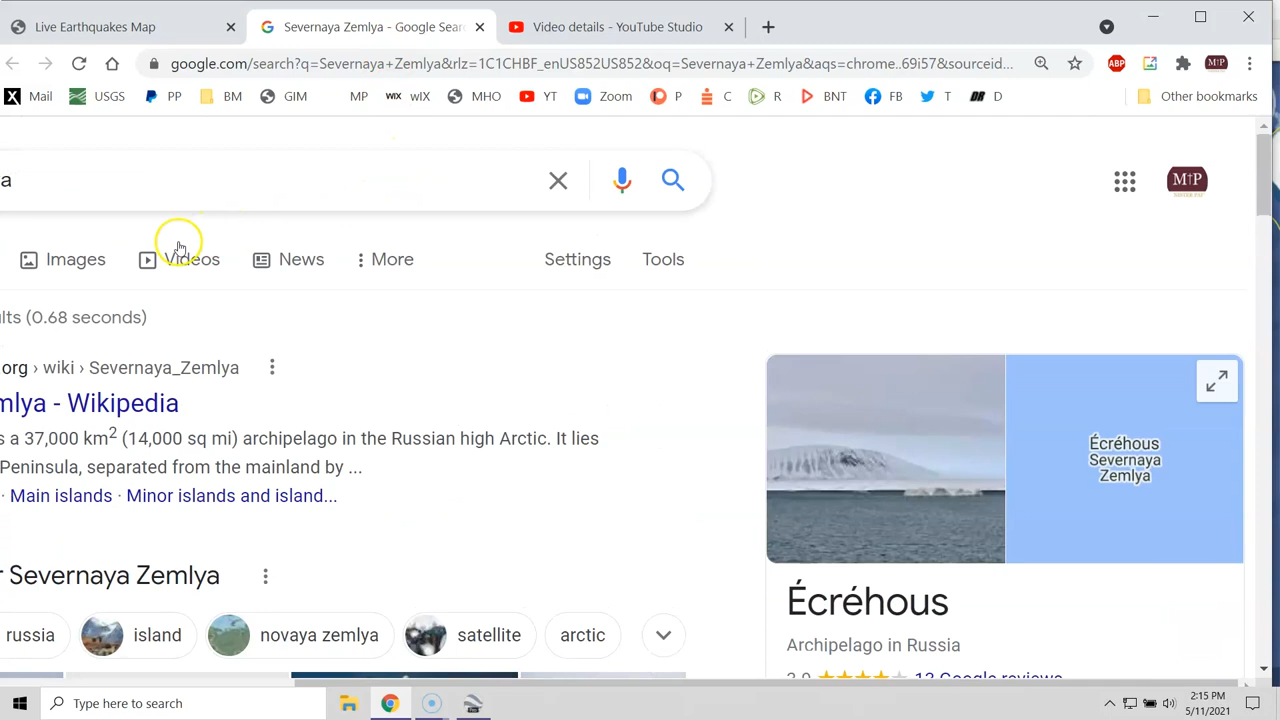 Live Earthquakes Map
Severnaya Zemlya - Google Sear
Video details - YouTube Studio
google.com/search?q=Severnaya+Zemlya&rlz=1C1CHBF_enUS852US852&oq=Severnaya+Zemlya&aqs=chrome..69i57&sourceid...
ABP
M↑P
X Mail USGS PP BM GIM MP WIX wIX MHO YT Zoom P C R BNT FB T DR D Other bookmarks
a
M↑P
Images Videos News More Settings Tools
lts (0.68 seconds)
org › wiki › Severnaya_Zemlya
mlya - Wikipedia
s a 37,000 km2 (14,000 sq mi) archipelago in the Russian high Arctic. It lies
Peninsula, separated from the mainland by ...
· Main islands · Minor islands and island...
Écréhous
Severnaya
Zemlya
r Severnaya Zemlya
Écréhous
russia island novaya zemlya satellite arctic
Archipelago in Russia
12 Google reviews
Type here to search
2:15 PM
5/11/2021